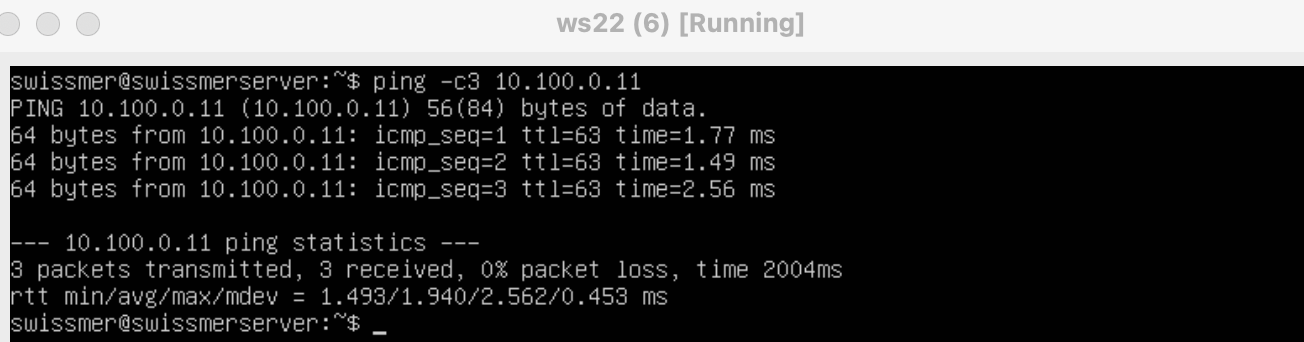 ws22 (6) [Running]
swissmer@swissmerserver:~$ ping -c3 10.100.0.11
PING 10.100.0.11 (10.100.0.11) 56(84) bytes of data.
64 bytes from 10.100.0.11: icmp_seq=1 ttl=63 time=1.77 ms
64 bytes from 10.100.0.11: icmp_seq=2 ttl=63 time=1.49 ms
64 bytes from 10.100.0.11: icmp_seq=3 ttl=63 time=2.56 ms
--- 10.100.0.11 ping statistics ---
3 packets transmitted, 3 received, 0% packet loss, time 2004ms
rtt min/avg/max/mdev = 1.493/1.940/2.562/0.453 ms
swissmer@swissmerserver:~$ _